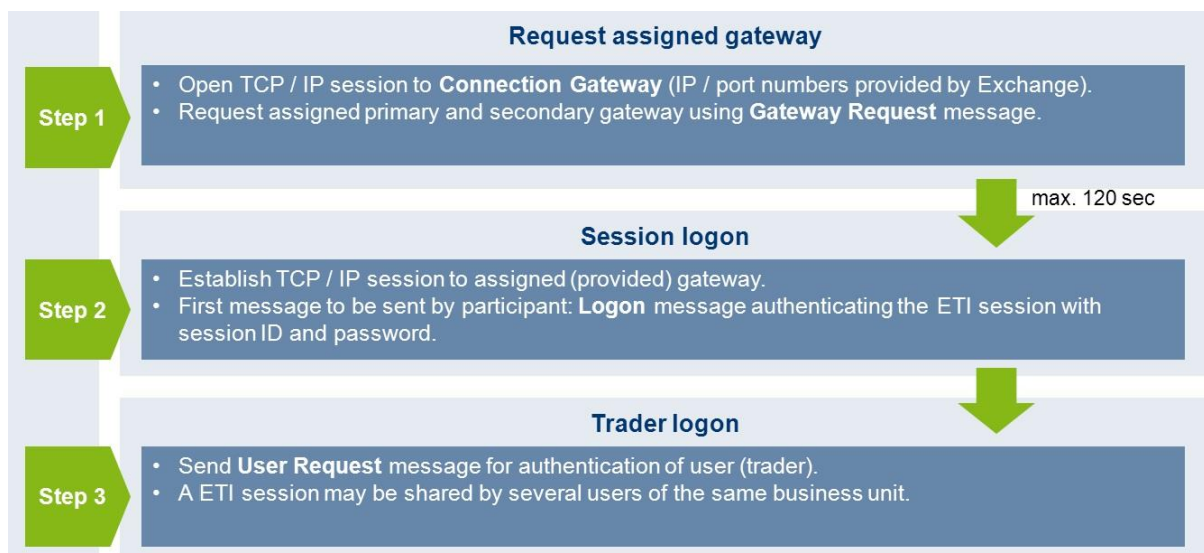 Request assigned gateway
Step 1
• Open TCP / IP session to Connection Gateway (IP / port numbers provided by Exchange).
• Request assigned primary and secondary gateway using Gateway Request message.
max. 120 sec
Session logon
Step 2
• Establish TCP / IP session to assigned (provided) gateway.
• First message to be sent by participant: Logon message authenticating the ETI session with
session ID and password.
Trader logon
Step 3
• Send User Request message for authentication of user (trader).
• A ETI session may be shared by several users of the same business unit.